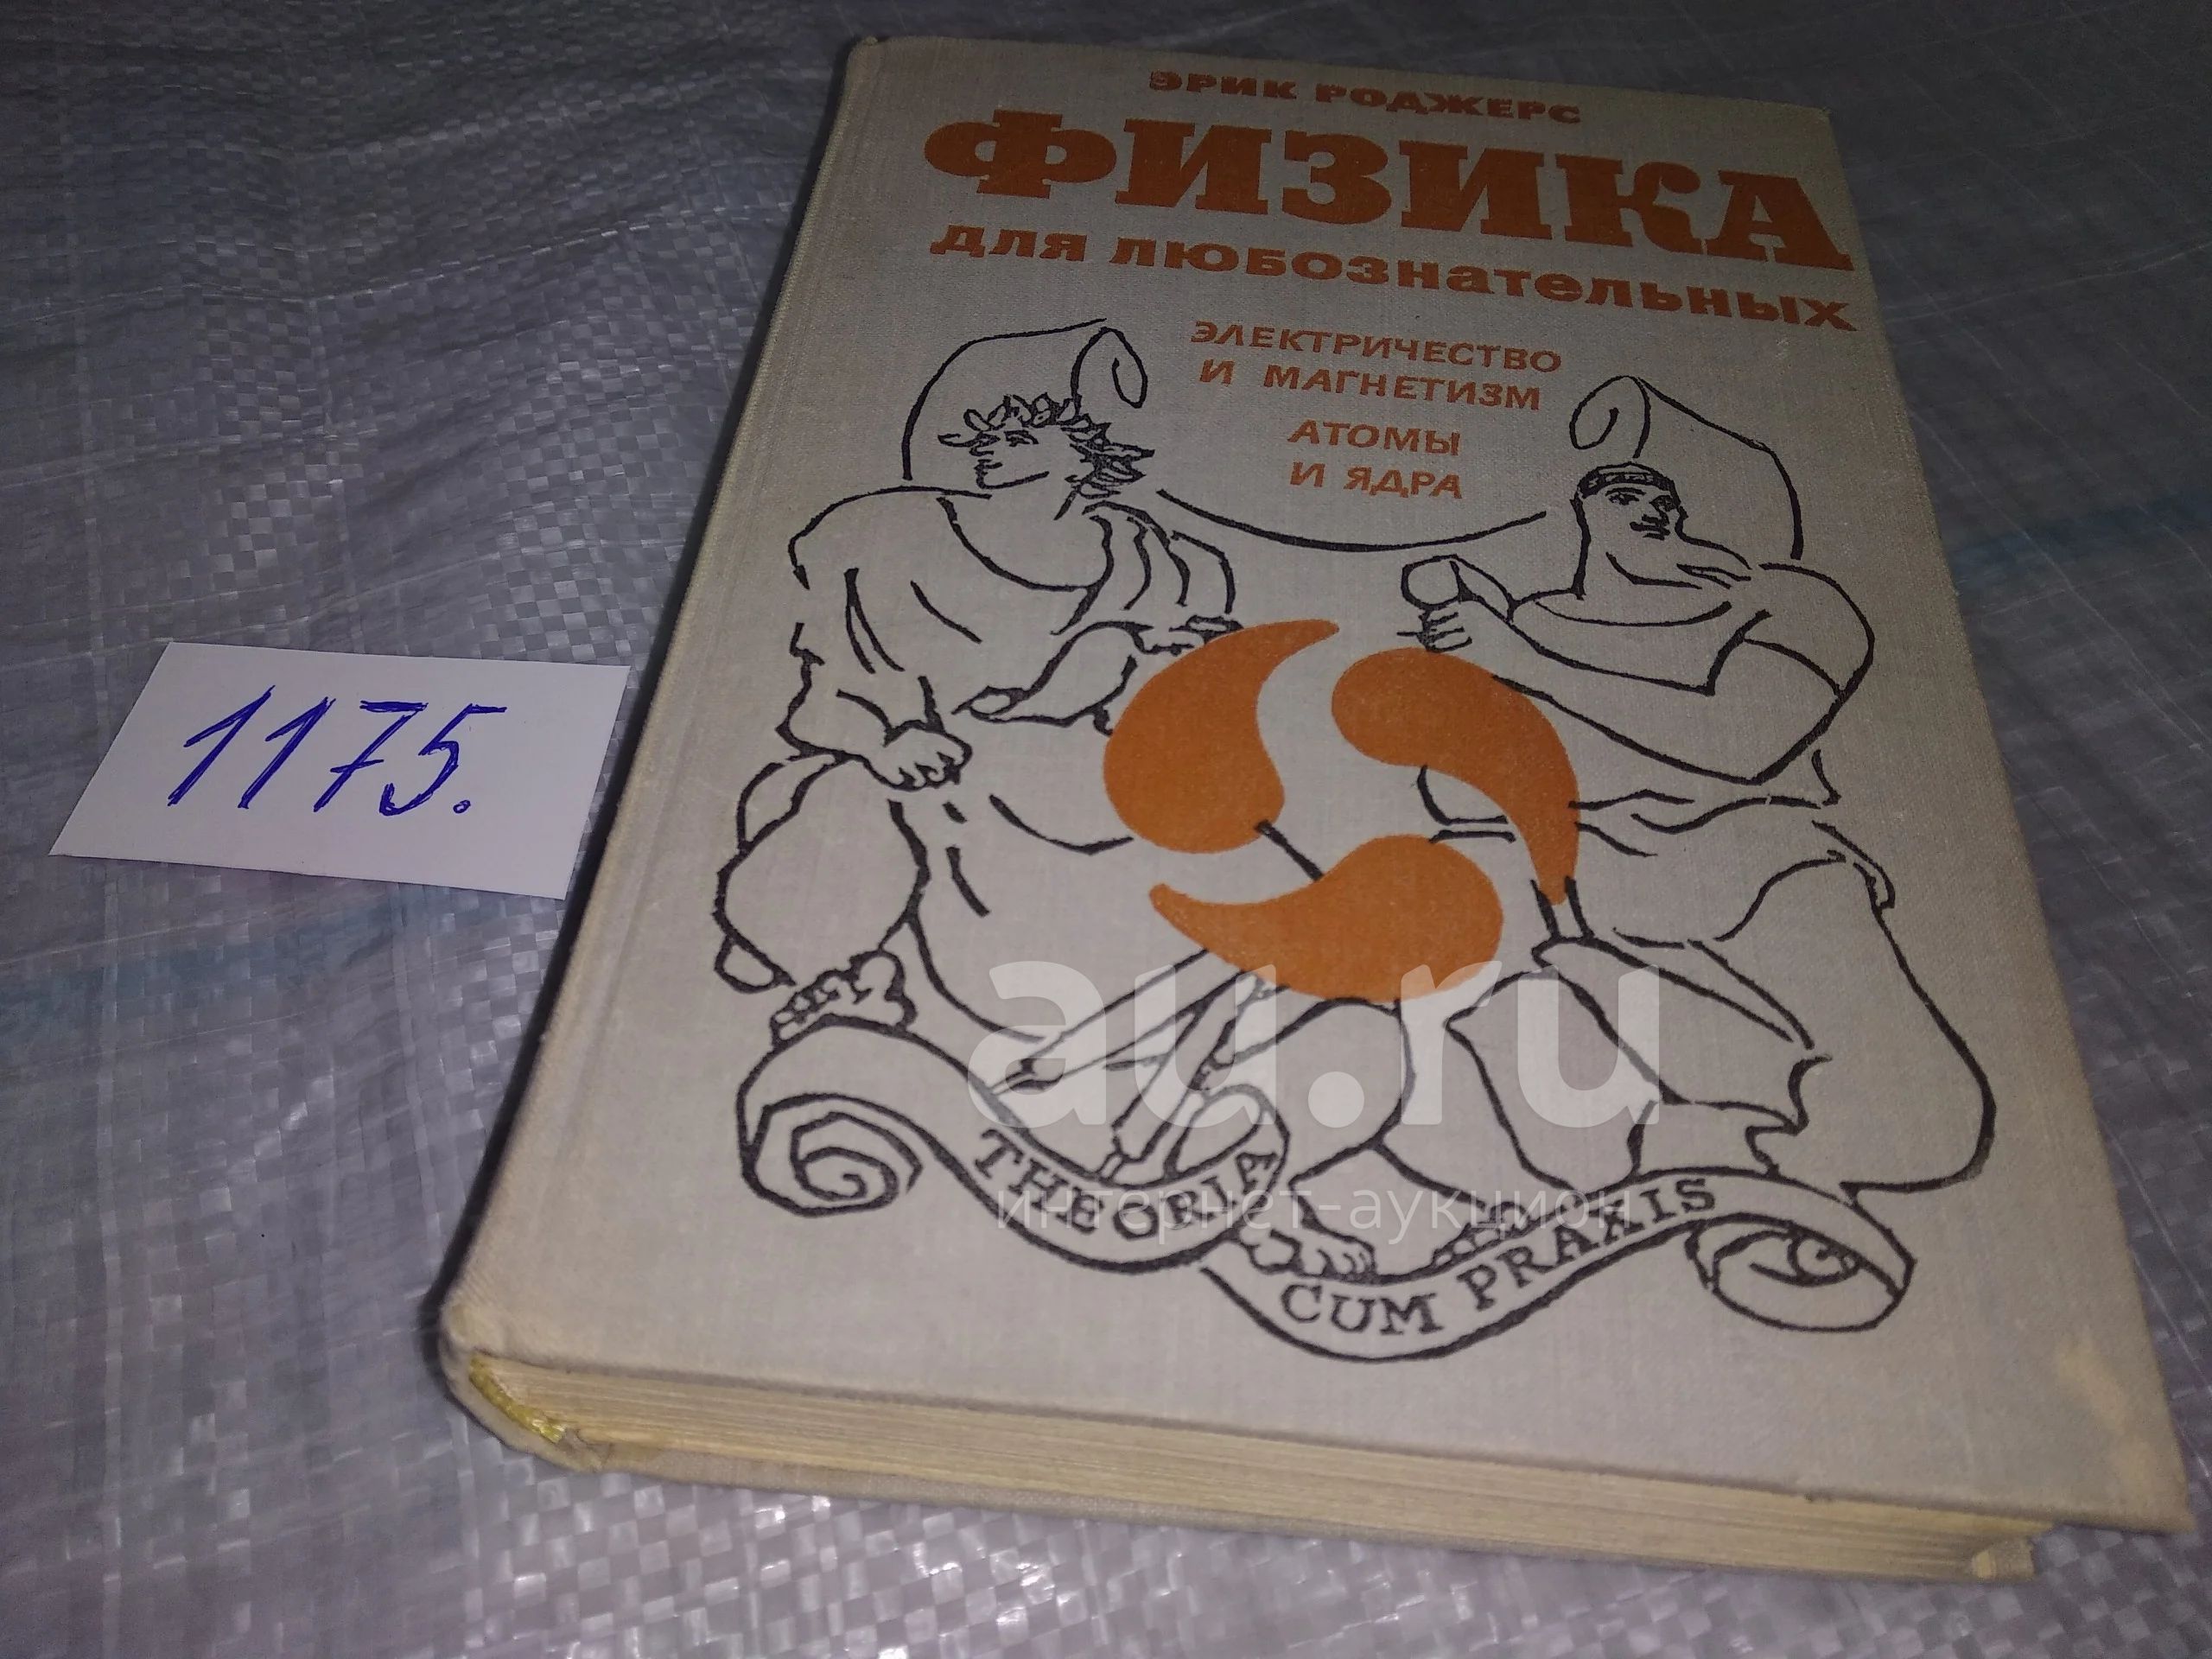 ЭРИК РОДЖЕРС
ФИЗИКА
ДЛЯ ЛЮБОЗНАТЕЛЬНЫХ
ЭЛЕКТРИЧЕСТВО
И МАГНЕТИЗМ
АТОМЫ
И ЯДРА
1175.
au.ru
интернет-аукцион
THEORIA
CUM PRAXIS